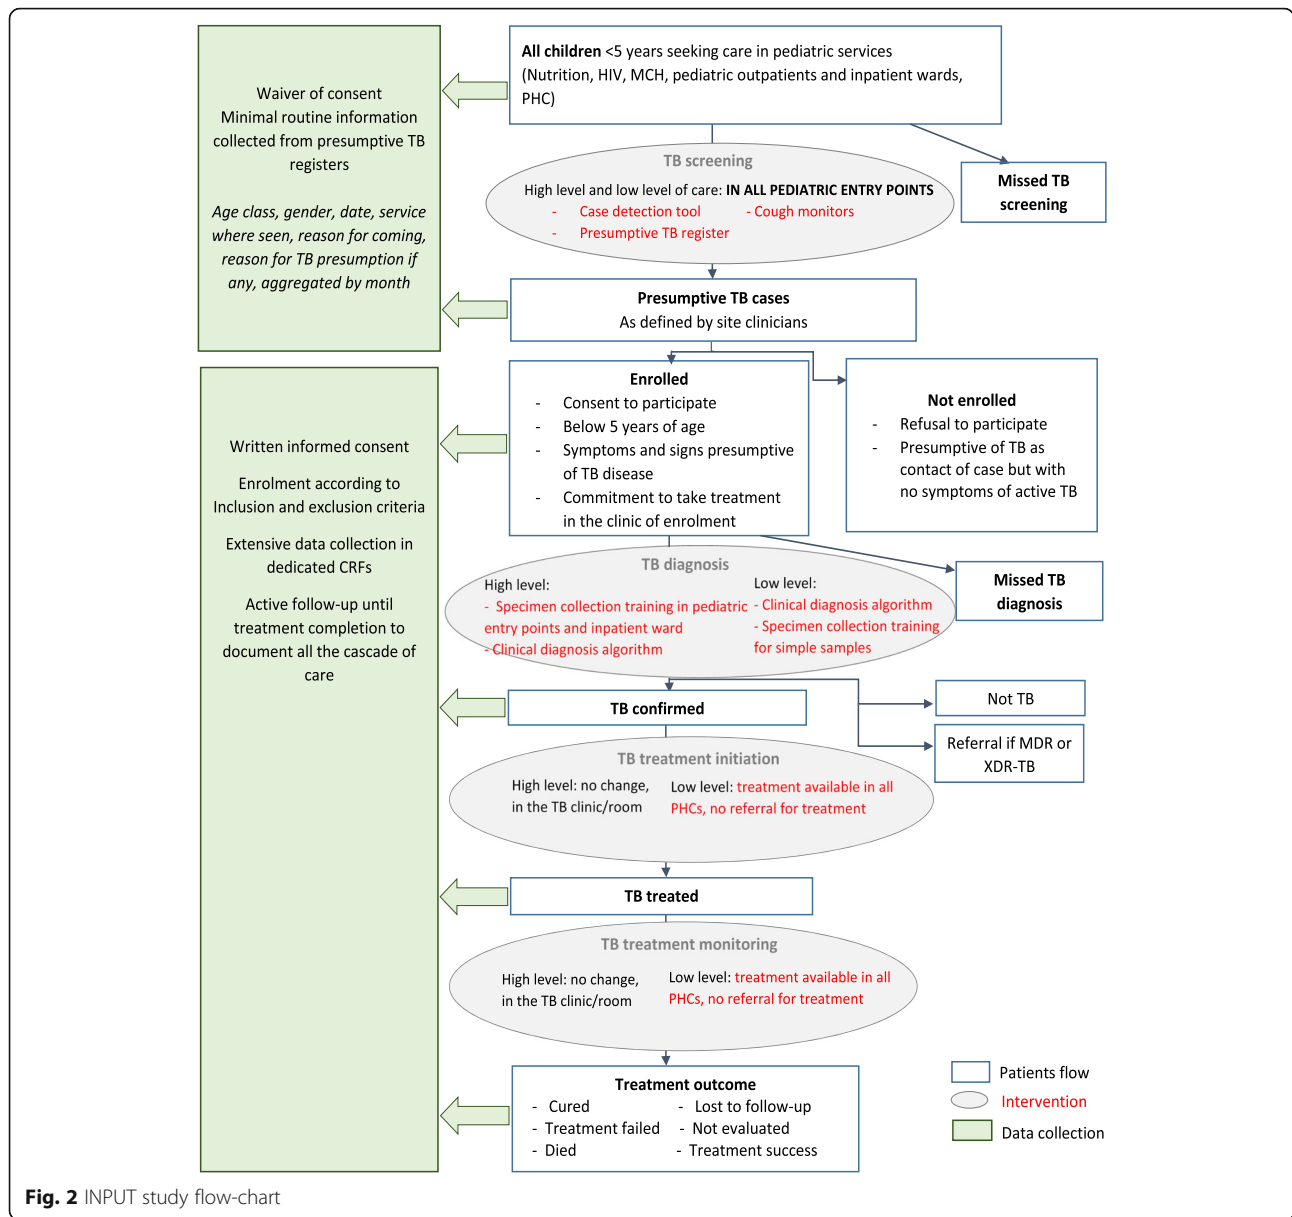 All children <5 years seeking care in pediatric services
(Nutrition, HIV, MCH, pediatric outpatients and inpatient wards,
PHC)
Waiver of consent
Minimal routine information
collected from presumptive TB
registers
Age class, gender, date, service
where seen, reason for coming,
reason for TB presumption if
any, aggregated by month
TB screening
High level and low level of care: IN ALL PEDIATRIC ENTRY POINTS
- Case detection tool
- Cough monitors
- Presumptive TB register
Missed TB
screening
Presumptive TB cases
As defined by site clinicians
Enrolled
- Consent to participate
- Below 5 years of age
- Symptoms and signs presumptive
of TB disease
- Commitment to take treatment
in the clinic of enrolment
Not enrolled
- Refusal to participate
- Presumptive of TB as
contact of case but with
no symptoms of active TB
Written informed consent
Enrolment according to
Inclusion and exclusion criteria
Extensive data collection in
dedicated CRFs
Active follow-up until
treatment completion to
document all the cascade of
care
TB diagnosis
High level:
- Specimen collection training in pediatric
entry points and inpatient ward
- Clinical diagnosis algorithm
Low level:
- Clinical diagnosis algorithm
- Specimen collection training
for simple samples
Missed TB
diagnosis
TB confirmed
Not TB
Referral if MDR or
XDR-TB
TB treatment initiation
High level: no change,
in the TB clinic/room
Low level: treatment available in all
PHCs, no referral for treatment
TB treated
TB treatment monitoring
High level: no change,
in the TB clinic/room
Low level: treatment available in all
PHCs, no referral for treatment
Treatment outcome
- Cured
- Treatment failed
- Died
- Lost to follow-up
- Not evaluated
- Treatment success
Patients flow
Intervention
Data collection
Fig. 2 INPUT study flow-chart